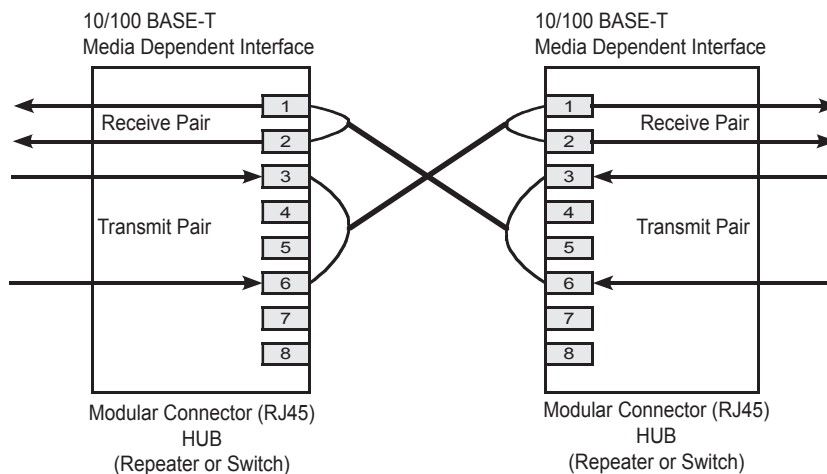 10/100 BASE-T
Media Dependent Interface
1
Receive Pair
2
3
4
Transmit Pair
5
6
7
8
Modular Connector (RJ45)
HUB
(Repeater or Switch)
10/100 BASE-T
Media Dependent Interface
1
Receive Pair
2
3
4
Transmit Pair
5
6
7
8
Modular Connector (RJ45)
HUB
(Repeater or Switch)